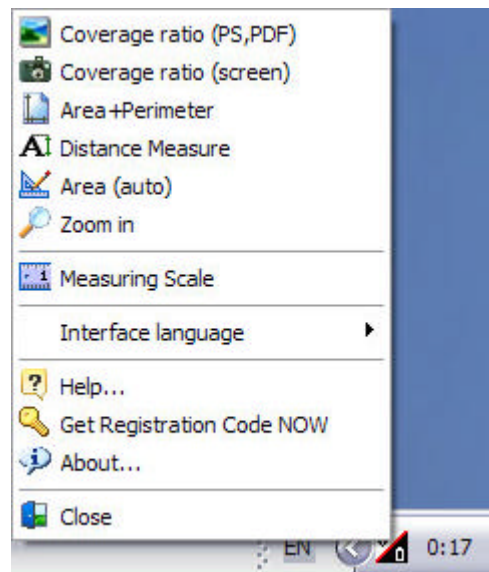 Coverage ratio (PS,PDF)
Coverage ratio (screen)
Area+Perimeter
Distance Measure
Area (auto)
Zoom in
Measuring Scale
Interface language
Help...
Get Registration Code NOW
About...
Close
EN
0:17